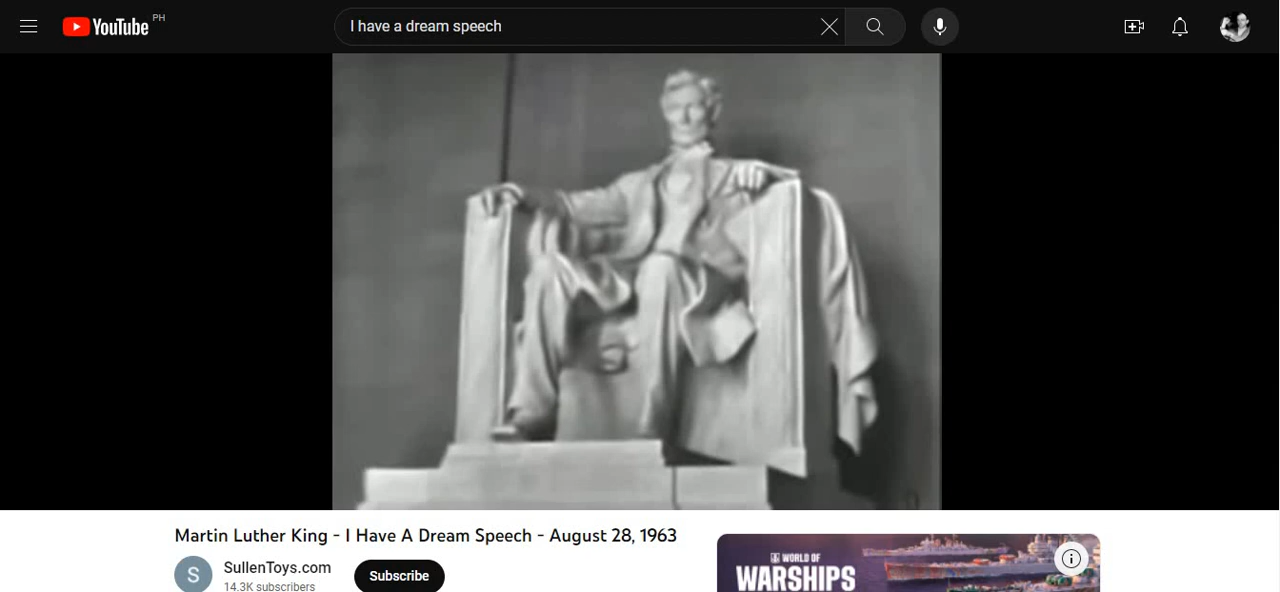 YouTube PH
I have a dream speech
Martin Luther King - I Have A Dream Speech - August 28, 1963
S
SullenToys.com
14.3K subscribers
Subscribe
WORLD OF
WARSHIPS